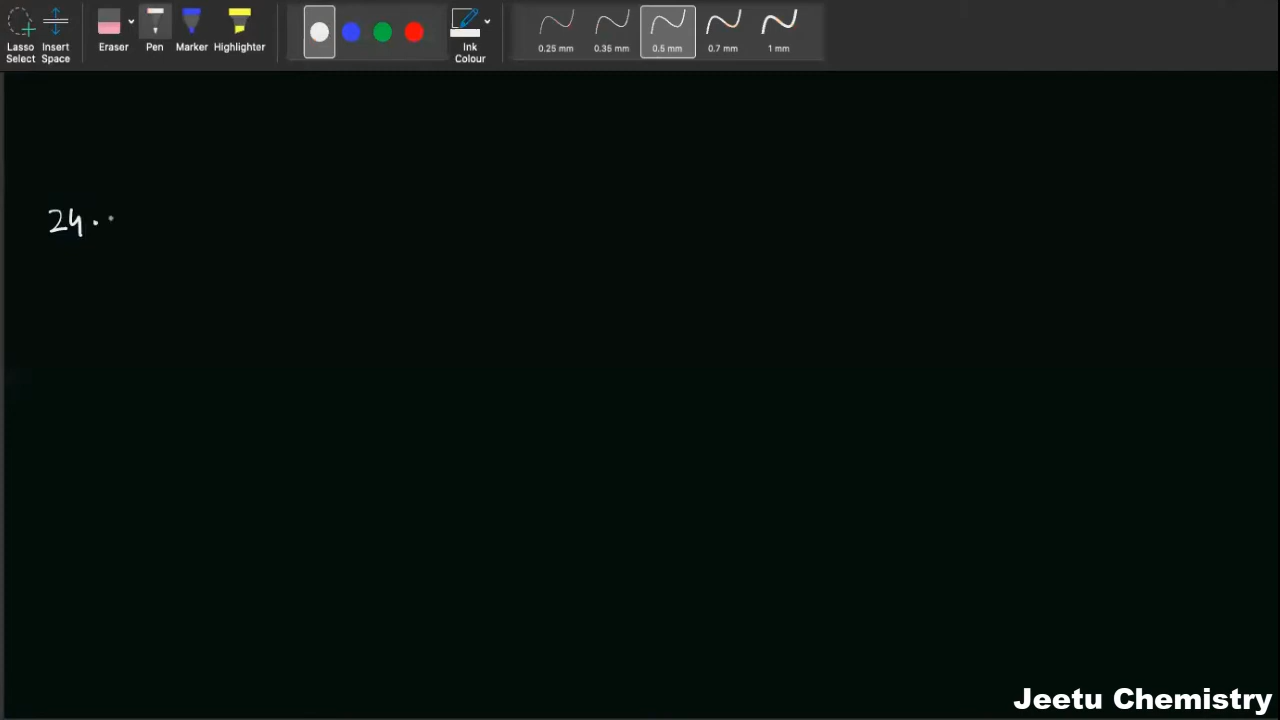 Lasso Select
Insert Space
Eraser
Pen
Marker
Highlighter
Ink Colour
0.25 mm
0.35 mm
0.5 mm
0.7 mm
1 mm
24.
Jeetu Chemistry